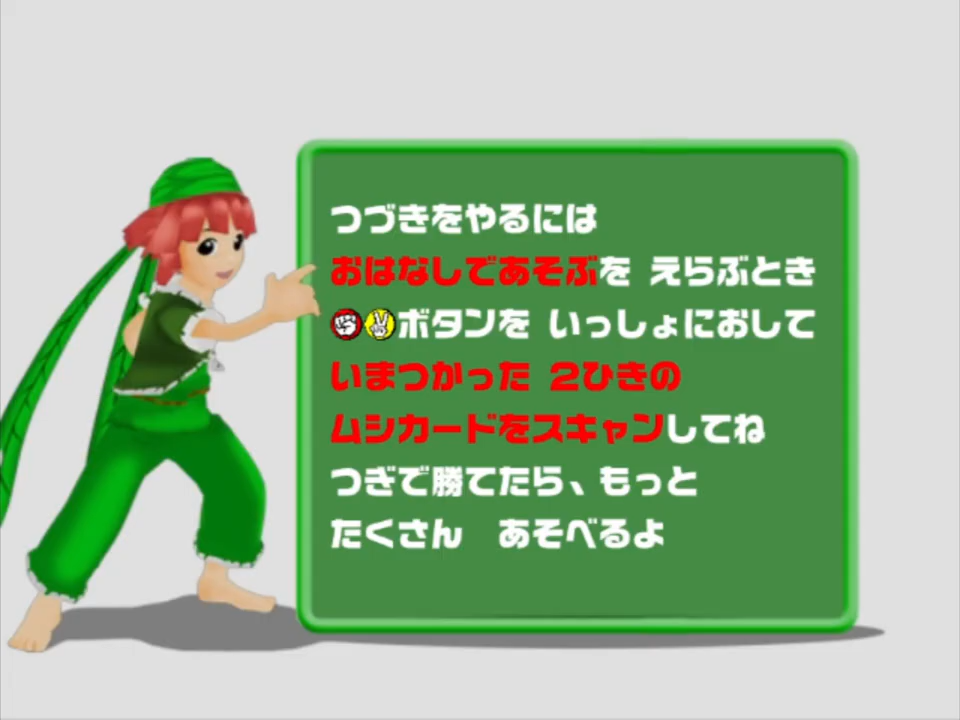 つづきをやるには
おはなしであそぶを えらぶとき
ボタンを いっしょにおして
いまつかった 2ひきの
ムシカードをスキャンしてね
つぎで勝てたら、もっと
たくさん　あそべるよ